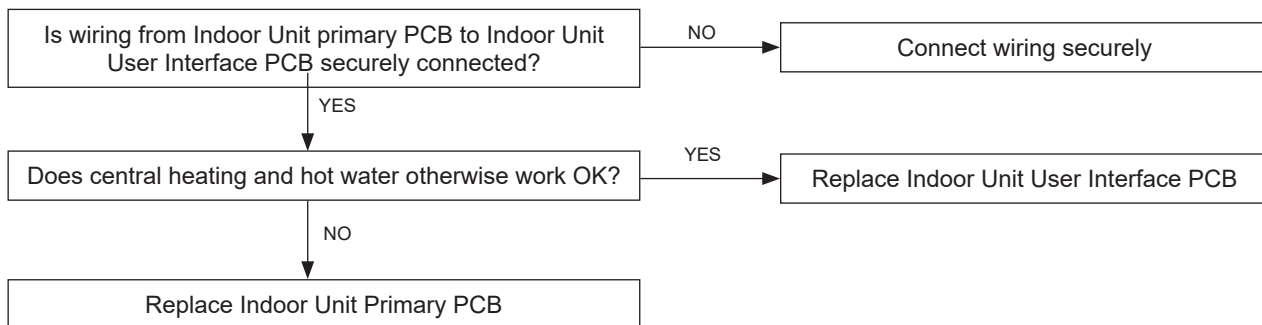 Is wiring from Indoor Unit primary PCB to Indoor Unit
User Interface PCB securely connected?
NO
Connect wiring securely
YES
Does central heating and hot water otherwise work OK?
YES
Replace Indoor Unit User Interface PCB
NO
Replace Indoor Unit Primary PCB